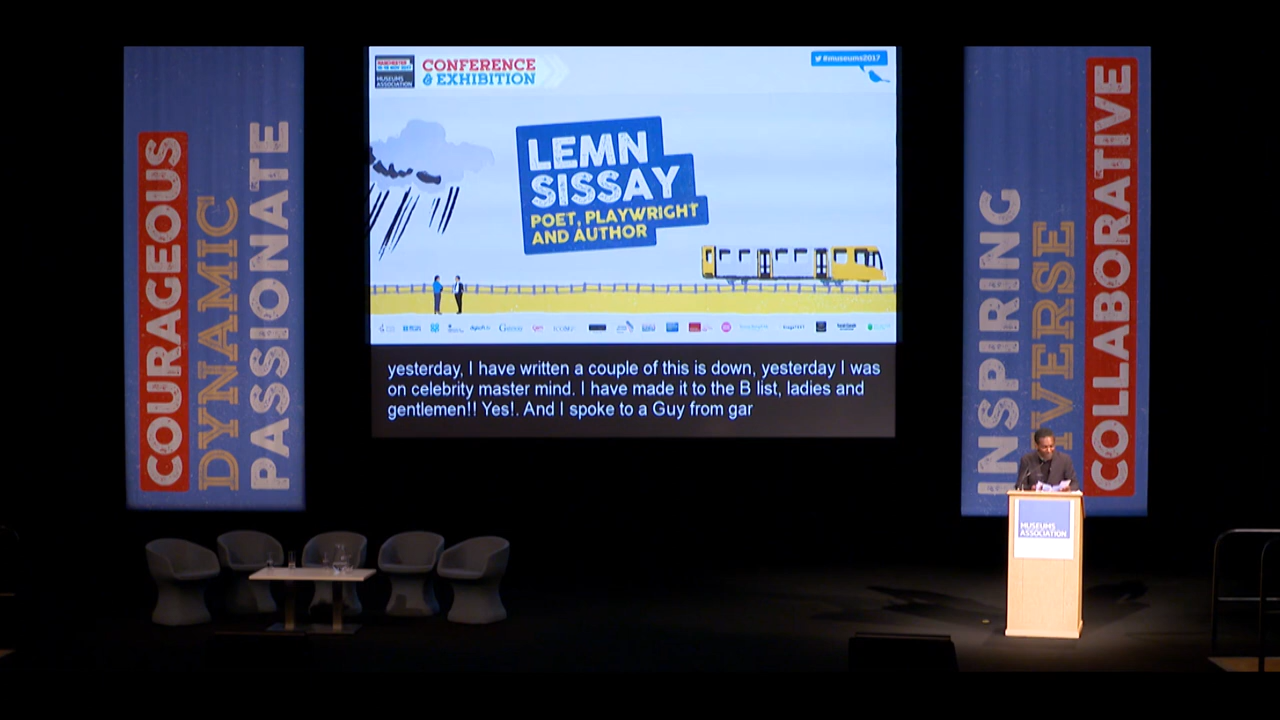 COURAGEOUS
DYNAMIC
PASSIONATE
MUSEUMS
ASSOCIATION
CONFERENCE
& EXHIBITION
#museums2017
LEMN
SISSAY
POET, PLAYWRIGHT
AND AUTHOR
yesterday, I have written a couple of this is down, yesterday I was
on celebrity master mind. I have made it to the B list, ladies and
gentlemen!! Yes!. And I spoke to a Guy from gar
INSPIRING
COLLABORATIVE
MUSEUMS
ASSOCIATION